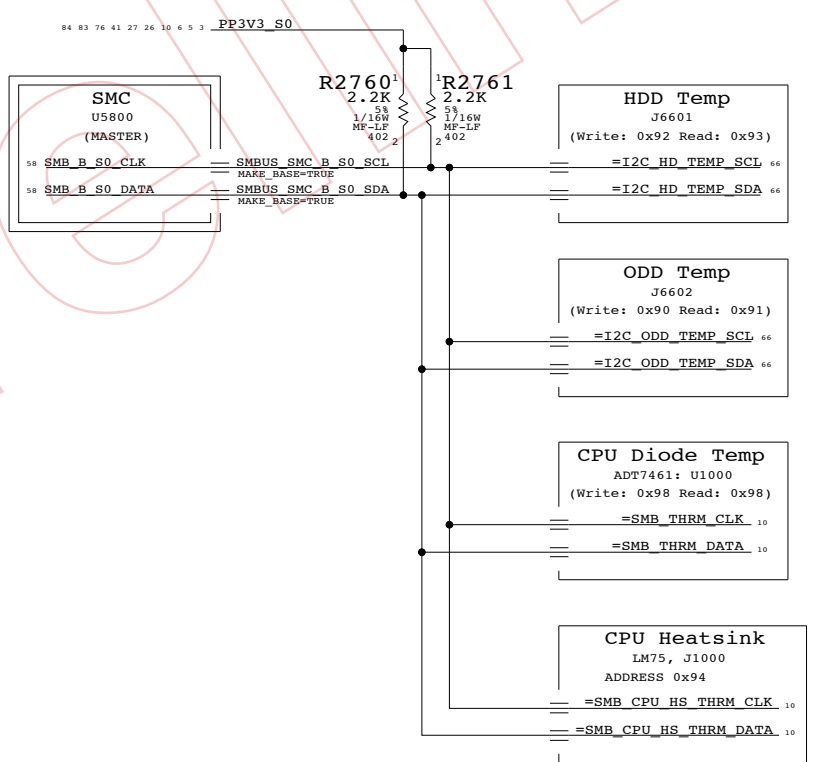 84 83 76 41 27 26 10 6 5 3 PP3V3_S0
R2760 1
2.2K
5%
1/16W
MF-LF
402 2
1 R2761
2.2K
5%
1/16W
MF-LF
2 402
SMC
U5800
(MASTER)
58 SMB_B_S0_CLK
SMBUS_SMC_B_S0_SCL
MAKE_BASE=TRUE
58 SMB_B_S0_DATA
SMBUS_SMC_B_S0_SDA
MAKE_BASE=TRUE
HDD Temp
J6601
(Write: 0x92 Read: 0x93)
=I2C_HD_TEMP_SCL 66
=I2C_HD_TEMP_SDA 66
ODD Temp
J6602
(Write: 0x90 Read: 0x91)
=I2C_ODD_TEMP_SCL 66
=I2C_ODD_TEMP_SDA 66
CPU Diode Temp
ADT7461: U1000
(Write: 0x98 Read: 0x98)
=SMB_THRM_CLK 10
=SMB_THRM_DATA 10
CPU Heatsink
LM75, J1000
ADDRESS 0x94
=SMB_CPU_HS_THRM_CLK 10
=SMB_CPU_HS_THRM_DATA 10